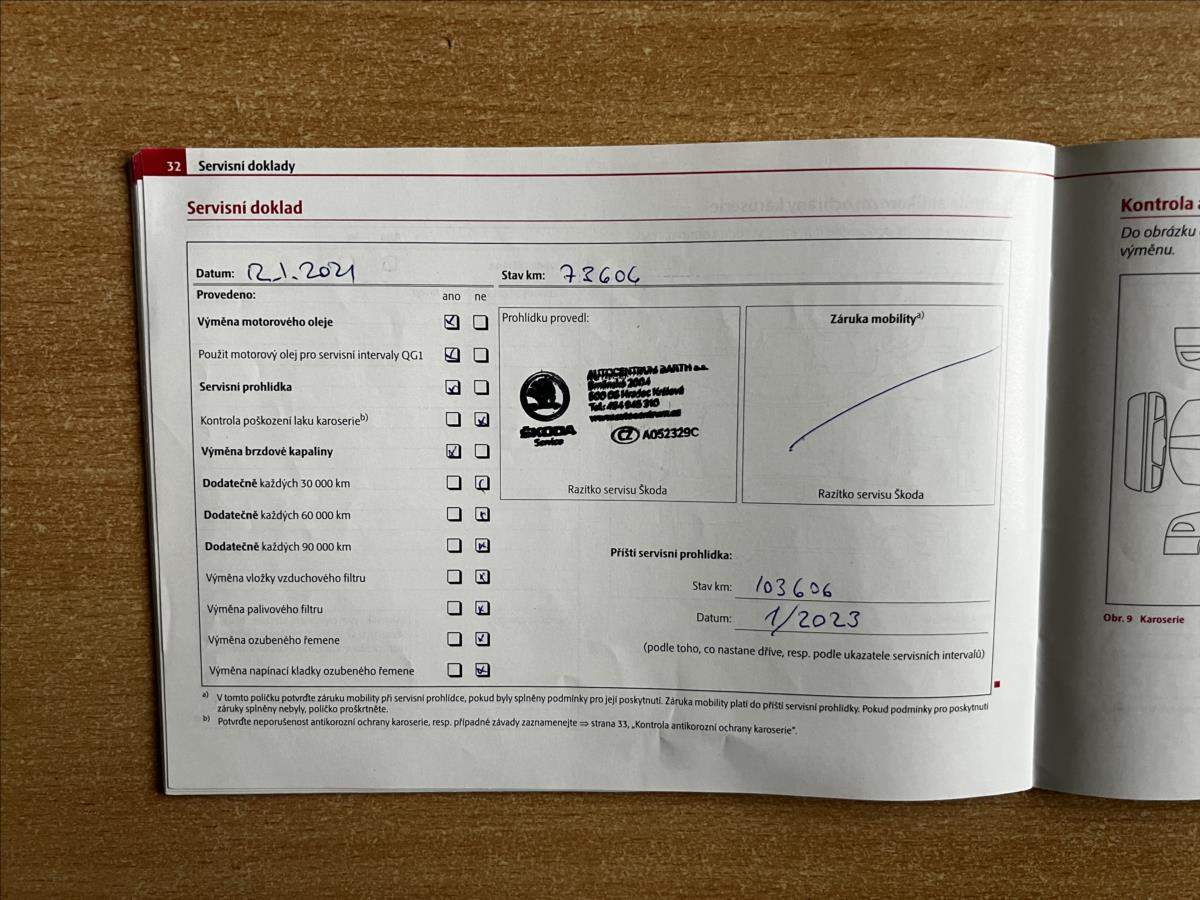 32 Servisní doklady
Servisní doklad
Datum: 12.1.2021 Stav km: 73606
Provedeno: ano ne
Výměna motorového oleje
Použit motorový olej pro servisní intervaly QG1
Servisní prohlídka
Kontrola poškození laku karoserie b)
Výměna brzdové kapaliny
Dodatečně každých 30 000 km
Dodatečně každých 60 000 km
Dodatečně každých 90 000 km
Výměna vložky vzduchového filtru
Výměna palivového filtru
Výměna ozubeného řemene
Výměna napínací kladky ozubeného řemene
Prohlídku provedl:
ŠKODA
Service
AUTOCENTRUM BARTH a.s.
2004
500 Hradec Králové
Tel.:
CZ A052329C
Razítko servisu Škoda
Záruka mobility a)
Razítko servisu Škoda
Příští servisní prohlídka:
Stav km: 103606
Datum: 1/2023
(podle toho, co nastane dříve, resp. podle ukazatele servisních intervalů)
a) V tomto políčku potvrďte záruku mobility při servisní prohlídce, pokud byly splněny podmínky pro její poskytnutí. Záruka mobility platí do příští servisní prohlídky. Pokud podmínky pro poskytnutí
záruky splněny nebyly, políčko proškrtněte.
b) Potvrďte neporušenost antikorozní ochrany karoserie, resp. případné závady zaznamenejte ⇒ strana 33, „Kontrola antikorozní ochrany karoserie".
Kontrola
Do obrázku
výměnu.
Obr. 9 Karoserie